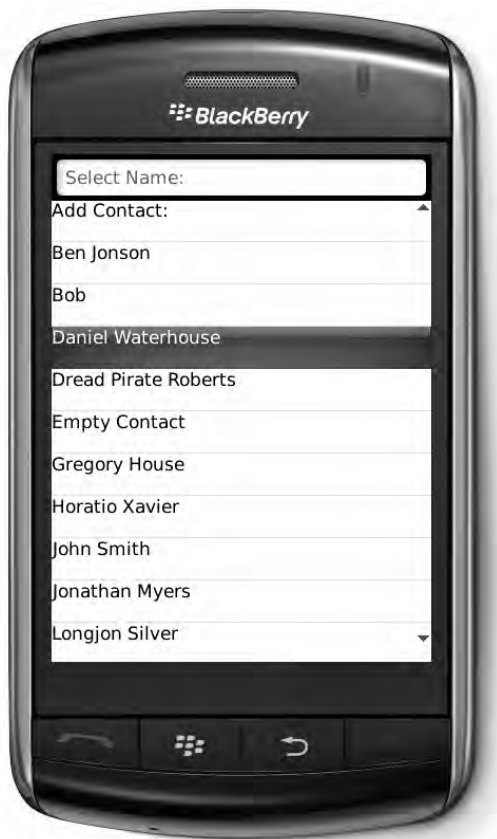 BlackBerry
Select Name:
Add Contact:
Ben Jonson
Bob
Daniel Waterhouse
Dread Pirate Roberts
Empty Contact
Gregory House
Horatio Xavier
John Smith
Jonathan Myers
Longjon Silver